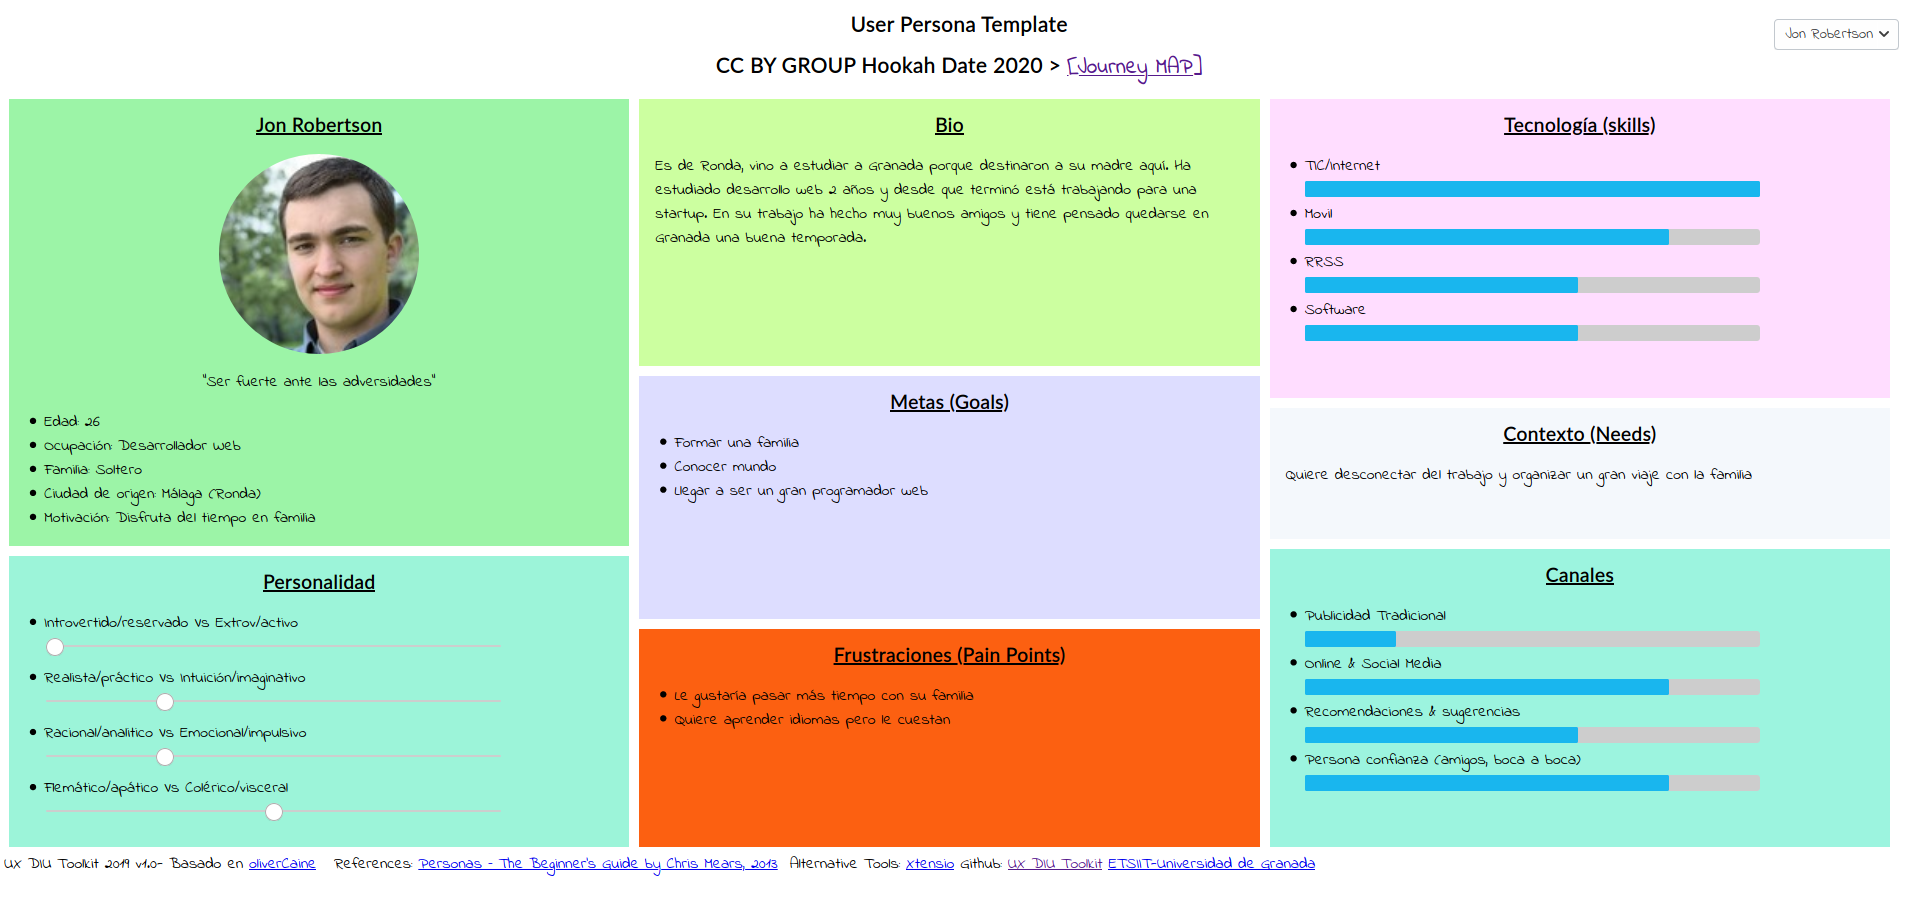 User Persona Template
Jon Robertson
CC BY GROUP Hookah Date 2020 > [Journey MAP]
Jon Robertson
"Ser fuerte ante las adversidades"
Edad: 26
Ocupación: Desarrollador Web
Familia: Soltero
Ciudad de origen: Málaga (Ronda)
Motivación: Disfruta del tiempo en familia
Personalidad
Introvertido/reservado Vs Extrov/activo
Realista/práctico Vs Intuición/imaginativo
Racional/analitico Vs Emocional/impulsivo
Flemático/apático Vs Colérico/visceral
Bio
Es de Ronda, vino a estudiar a Granada porque destinaron a su madre aquí. Ha
estudiado desarrollo web 2 años y desde que terminó está trabajando para una
startup. En su trabajo ha hecho muy buenos amigos y tiene pensado quedarse en
Granada una buena temporada.
Metas (Goals)
Formar una familia
Conocer mundo
Llegar a ser un gran programador web
Frustraciones (Pain Points)
Le gustaría pasar más tiempo con su familia
Quiere aprender idiomas pero le cuestan
Tecnología (skills)
TIC/Internet
Movil
RRSS
Software
Contexto (Needs)
Quiere desconectar del trabajo y organizar un gran viaje con la familia
Canales
Publicidad Tradicional
Online & Social Media
Recomendaciones & sugerencias
Persona confianza (amigos, boca a boca)
UX DIU Toolkit 2019 v1.0- Basado en oliverCaine References: Personas - The Beginner's Guide by Chris Mears, 2013 Alternative Tools: Xtensio Github: UX DIU Toolkit ETSIIT-Universidad de Granada